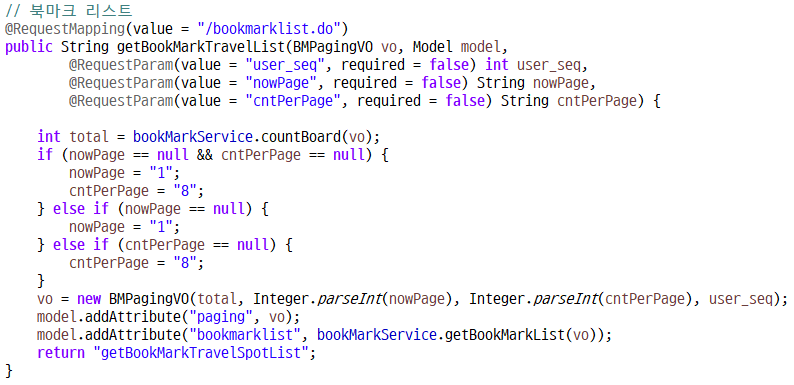 // 북마크 리스트
@RequestMapping(value = "/bookmarklist.do")
public String getBookMarkTravelList(BMPagingVO vo, Model model,
        @RequestParam(value = "user_seq", required = false) int user_seq,
        @RequestParam(value = "nowPage", required = false) String nowPage,
        @RequestParam(value = "cntPerPage", required = false) String cntPerPage) {

    int total = bookMarkService.countBoard(vo);
    if (nowPage == null && cntPerPage == null) {
        nowPage = "1";
        cntPerPage = "8";
    } else if (nowPage == null) {
        nowPage = "1";
    } else if (cntPerPage == null) {
        cntPerPage = "8";
    }
    vo = new BMPagingVO(total, Integer.parseInt(nowPage), Integer.parseInt(cntPerPage), user_seq);
    model.addAttribute("paging", vo);
    model.addAttribute("bookmarklist", bookMarkService.getBookMarkList(vo));
    return "getBookMarkTravelSpotList";
}